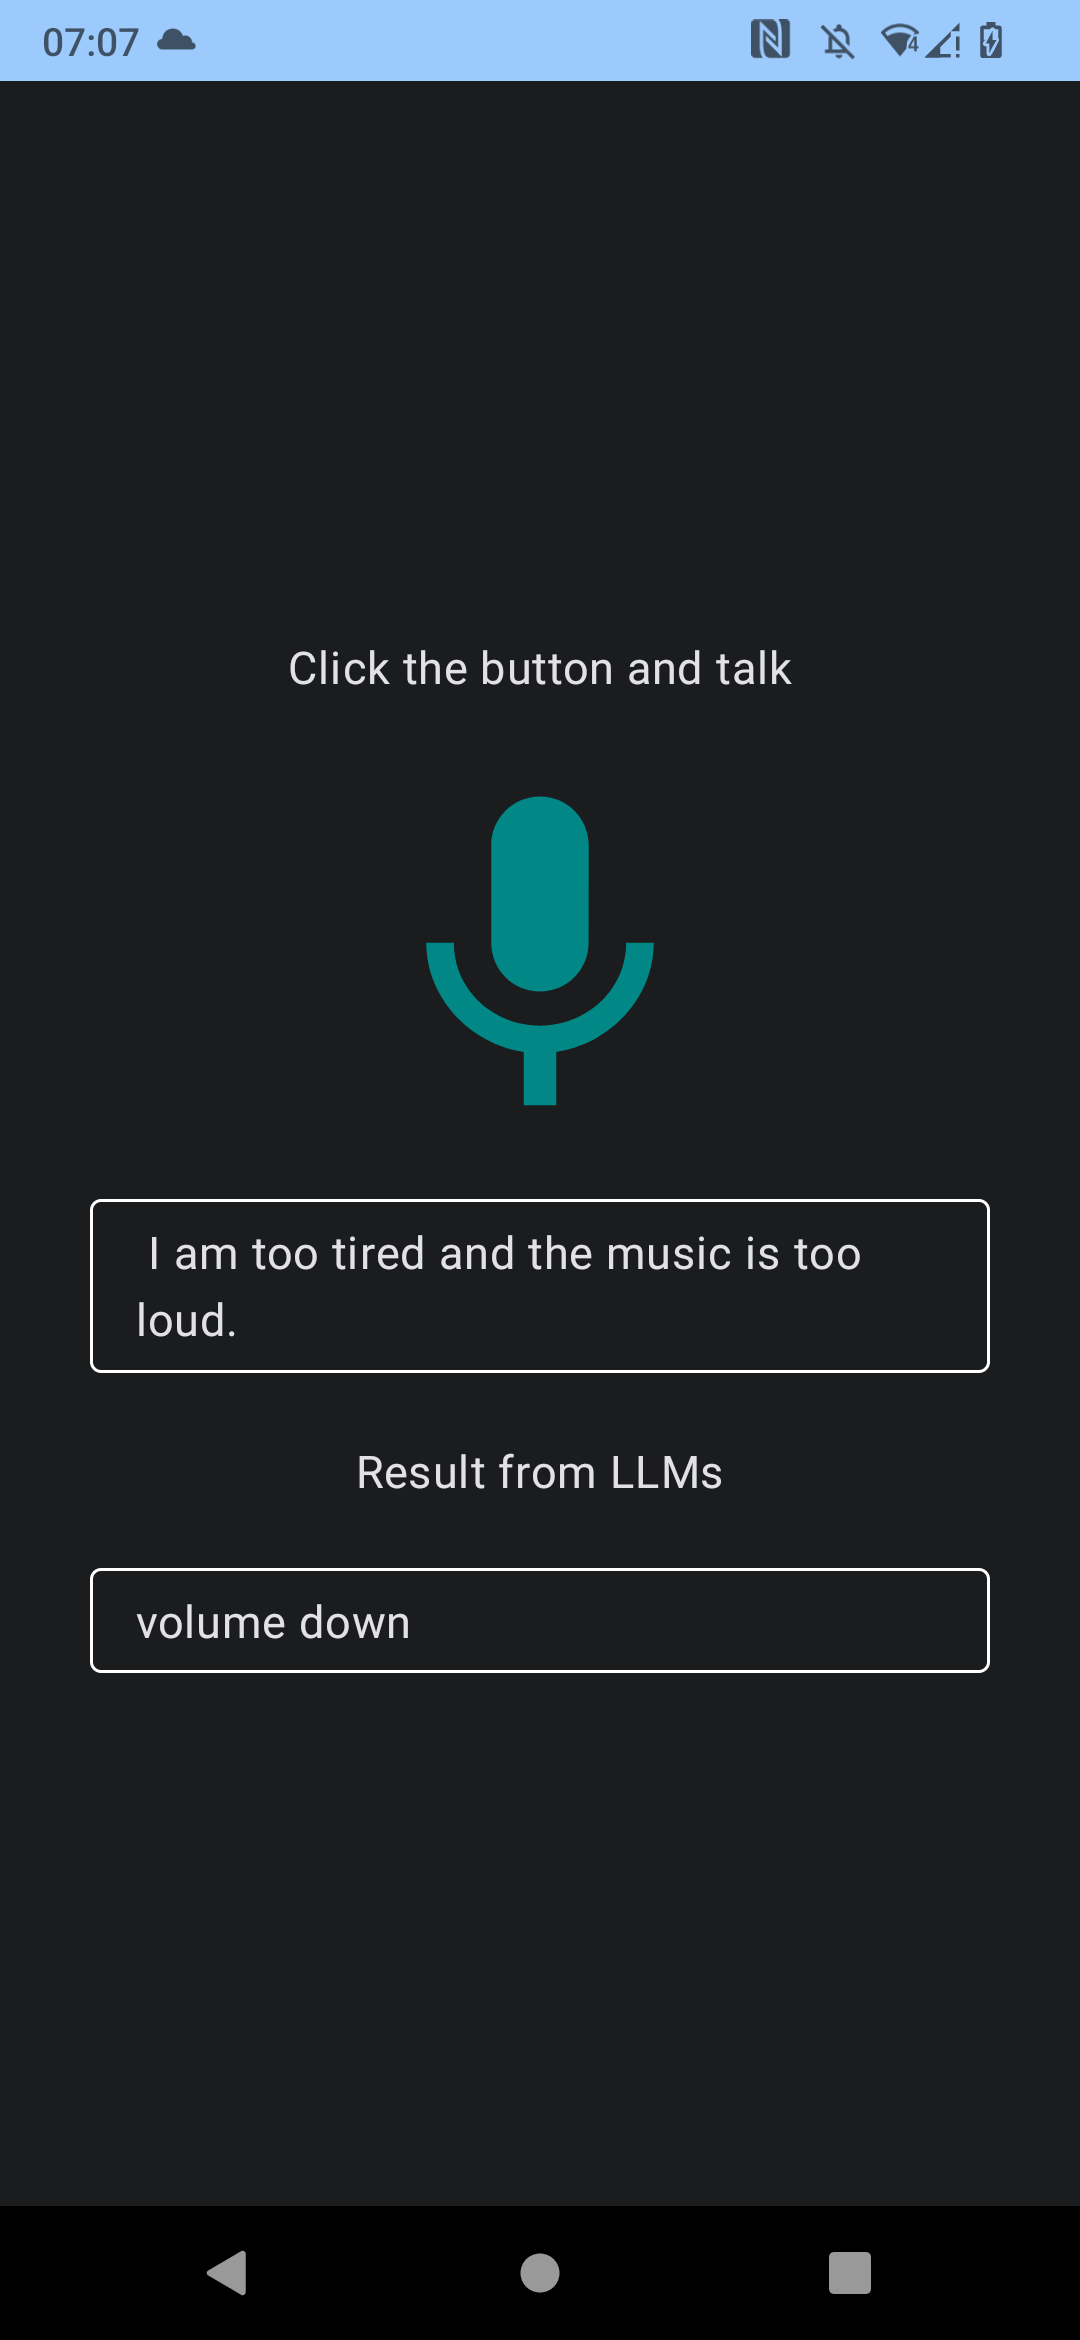 07:07
Click the button and talk
I am too tired and the music is too
loud.
Result from LLMs
volume down